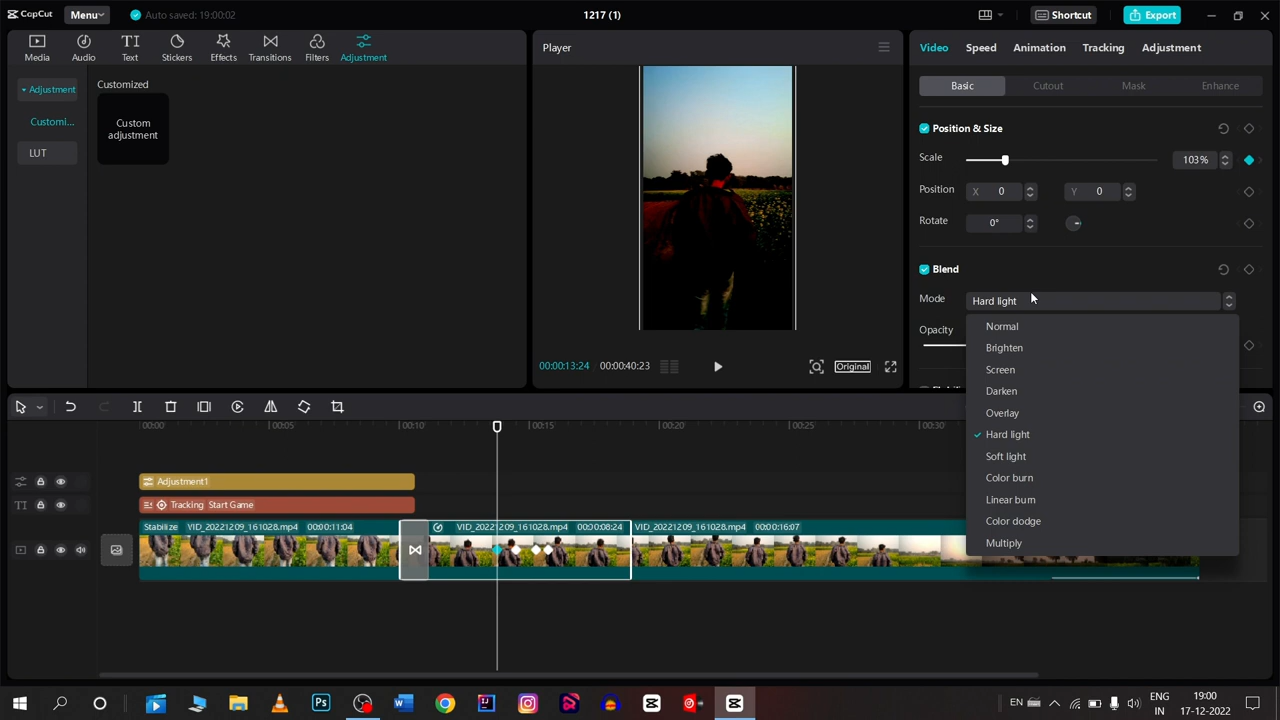 CapCut Menu Auto saved: 19:00:02 1217 (1) Shortcut Export
Media Audio Text Stickers Effects Transitions Filters Adjustment
Adjustment
Customi...
LUT
Customized
Custom
adjustment
Player
00:00:13:24 00:00:40:23 Original
Video Speed Animation Tracking Adjustment
Basic Cutout Mask Enhance
Position & Size
Scale 103%
Position X 0 Y 0
Rotate 0°
Blend
Mode Hard light
Opacity
Normal
Brighten
Screen
Darken
Overlay
Hard light
Soft light
Color burn
Linear burn
Color dodge
Multiply
00:00 00:05 00:10 00:15 00:20 00:25 00:30
Adjustment1
Tracking Start Game
Stabilize VID_20221209_161028.mp4 00:00:11:04 VID_20221209_161028.mp4 00:00:08:24 VID_20221209_161028.mp4 00:00:16:07
EN ENG 19:00
IN 17-12-2022